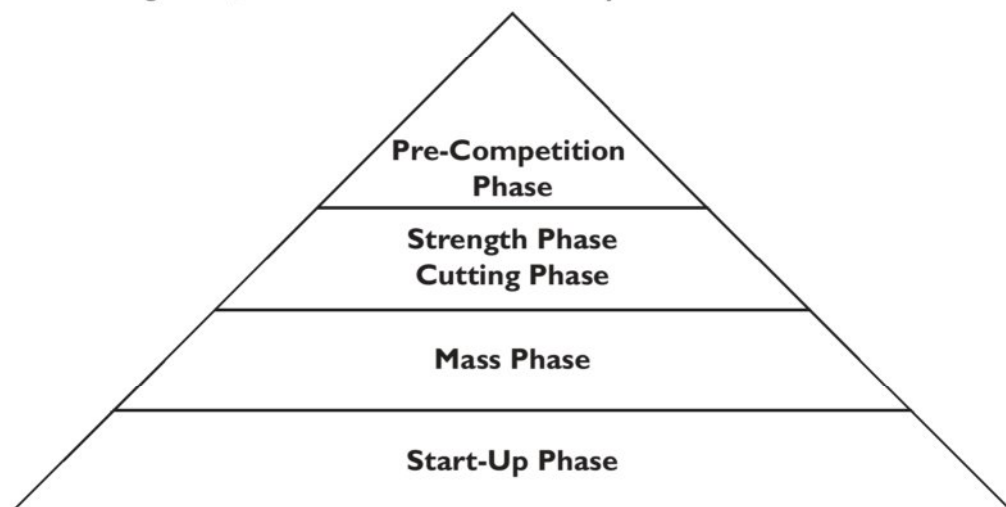 Pre-Competition
Phase
Strength Phase
Cutting Phase
Mass Phase
Start-Up Phase